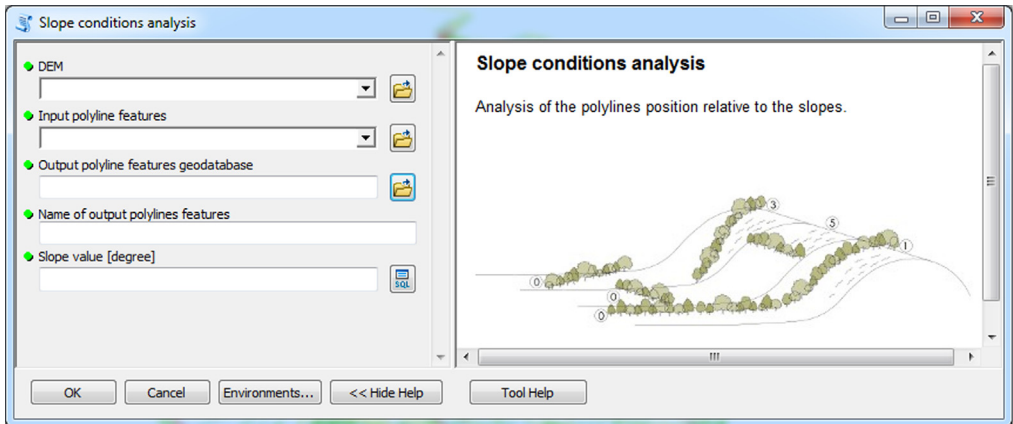 Slope conditions analysis
DEM
Input polyline features
Output polyline features geodatabase
Name of output polylines features
Slope value [degree]
SQL
Slope conditions analysis
Analysis of the polylines position relative to the slopes.
3
5
1
0
0
0
OK
Cancel
Environments...
<< Hide Help
Tool Help